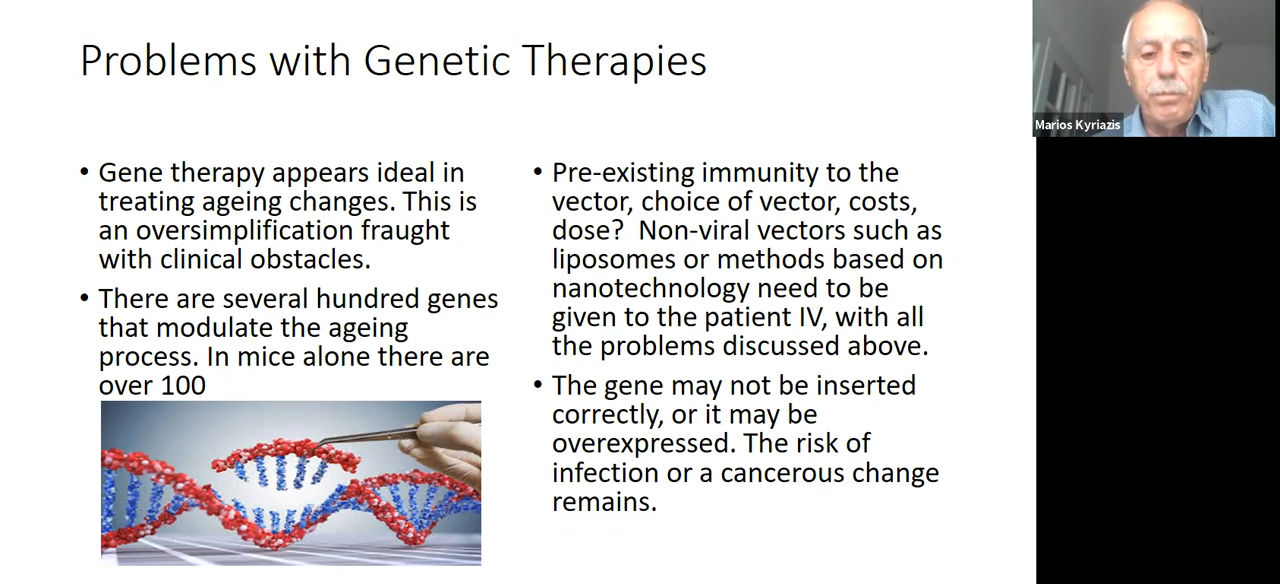 Problems with Genetic Therapies
• Gene therapy appears ideal in
treating ageing changes. This is
an oversimplification fraught
with clinical obstacles.
• There are several hundred genes
that modulate the ageing
process. In mice alone there are
over 100
• Pre-existing immunity to the
vector, choice of vector, costs,
dose?  Non-viral vectors such as
liposomes or methods based on
nanotechnology need to be
given to the patient IV, with all
the problems discussed above.
• The gene may not be inserted
correctly, or it may be
overexpressed. The risk of
infection or a cancerous change
remains.
Marios Kyriazis